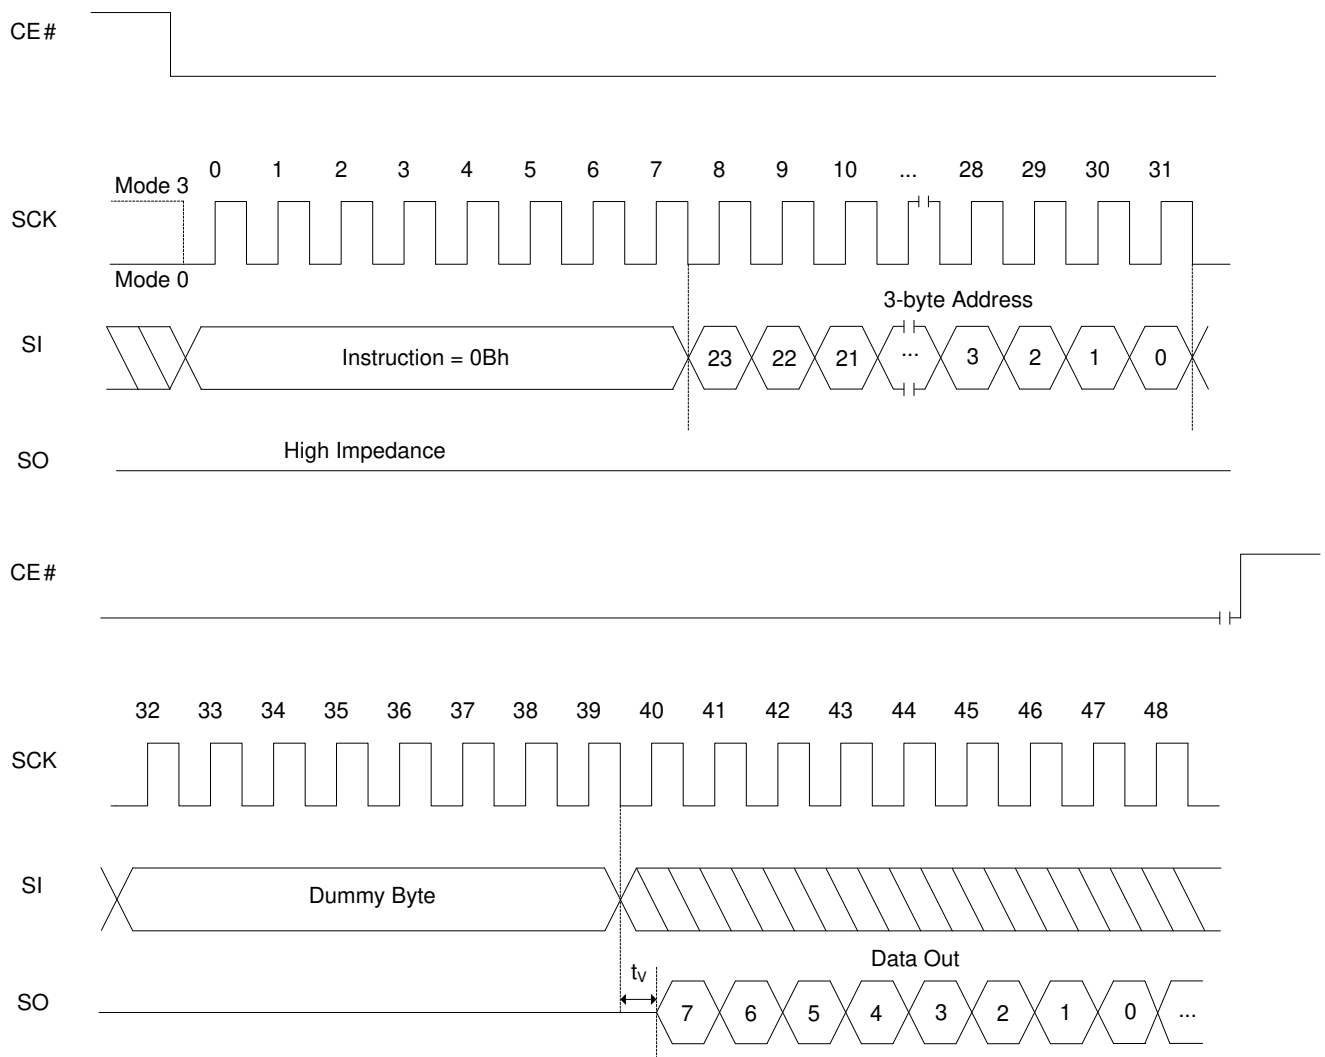 CE#
0 1 2 3 4 5 6 7 8 9 10 ... 28 29 30 31
Mode 3
SCK
Mode 0
3-byte Address
SI
Instruction = 0Bh
23 22 21 ... 3 2 1 0
High Impedance
SO
CE#
32 33 34 35 36 37 38 39 40 41 42 43 44 45 46 47 48
SCK
SI
Dummy Byte
Data Out
tV
SO
7 6 5 4 3 2 1 0 ...